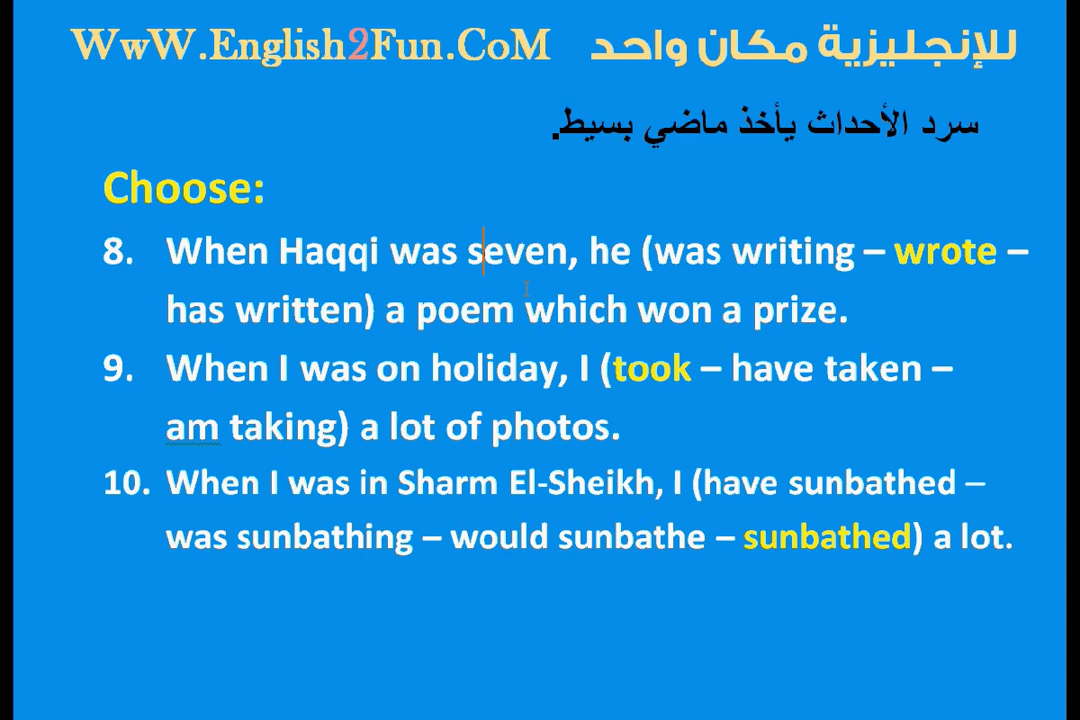 WwW.English2Fun.CoM للإنجليزية مكان واحد
سرد الأحداث يأخذ ماضي بسيط.
Choose:
8. When Haqqi was seven, he (was writing – wrote –
has written) a poem which won a prize.
9. When I was on holiday, I (took – have taken –
am taking) a lot of photos.
10. When I was in Sharm El-Sheikh, I (have sunbathed –
was sunbathing – would sunbathe – sunbathed) a lot.